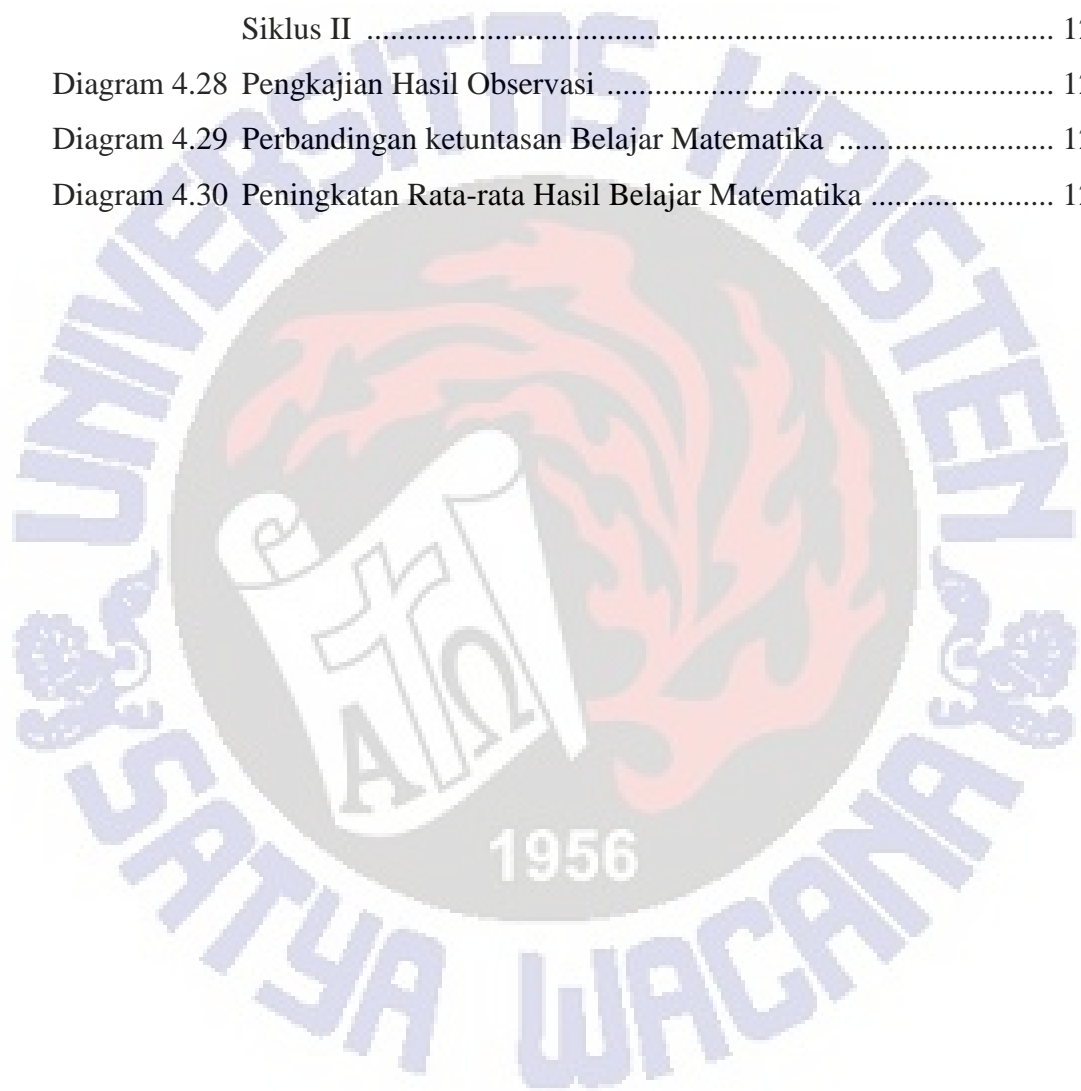 Siklus II ........................................................................
Diagram 4.28 Pengkajian Hasil Observasi ...............................................
Diagram 4.29 Perbandingan ketuntasan Belajar Matematika .......................
Diagram 4.30 Peningkatan Rata-rata Hasil Belajar Matematika ....................
UNIVERSITAS KRISTEN
Α Ω
1956
SATYA WACANA